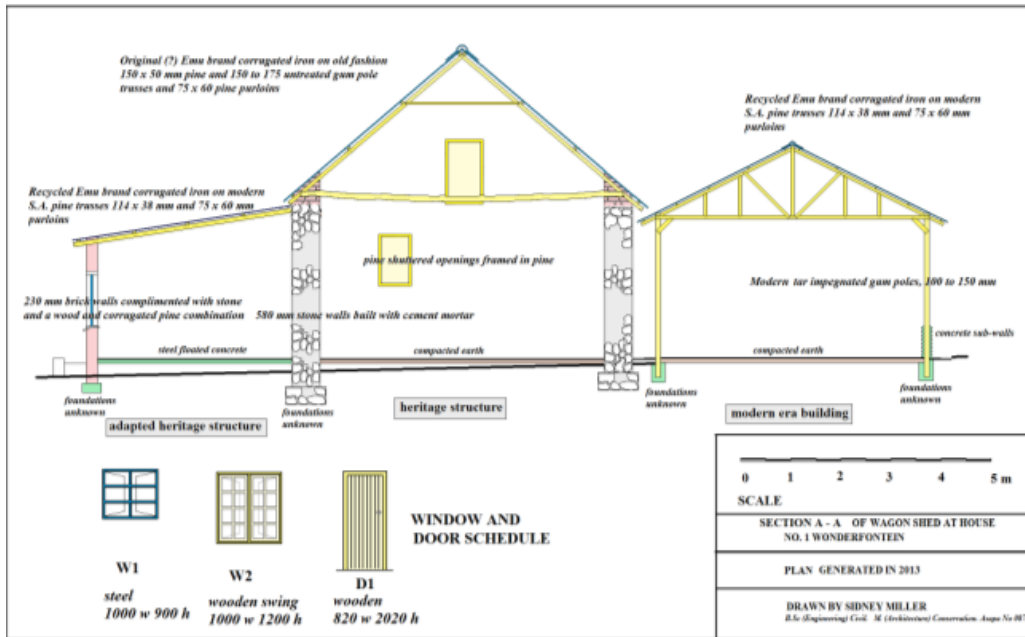 Original (?) Emu brand corrugated iron on old fashion
150 x 50 mm pine and 150 to 175 untreated gum pole
trusses and 75 x 60 pine purloins
Recycled Emu brand corrugated iron on modern
S.A. pine trusses 114 x 38 mm and 75 x 60 mm
purloins
Recycled Emu brand corrugated iron on modern
S.A. pine trusses 114 x 38 mm and 75 x 60 mm
purloins
pine shuttered openings framed in pine
Modern tar impegnated gum poles, 100 to 150 mm
230 mm brick walls complimented with stone
and a wood and corrugated pine combination
580 mm stone walls built with cement mortar
concrete sub-walls
steel floated concrete
compacted earth
compacted earth
foundations
unknown
foundations
unknown
foundations
unknown
foundations
unknown
adapted heritage structure
heritage structure
modern era building
W1
steel
1000 w 900 h
W2
wooden swing
1000 w 1200 h
D1
wooden
820 w 2020 h
WINDOW AND
DOOR SCHEDULE
0 1 2 3 4 5 m
SCALE
SECTION A - A OF WAGON SHED AT HOUSE
NO. 1 WONDERFONTEIN
PLAN GENERATED IN 2013
DRAWN BY SIDNEY MILLER
B.Sc (Engineering) Civil. M. (Architecture) Conservation. Asapa No